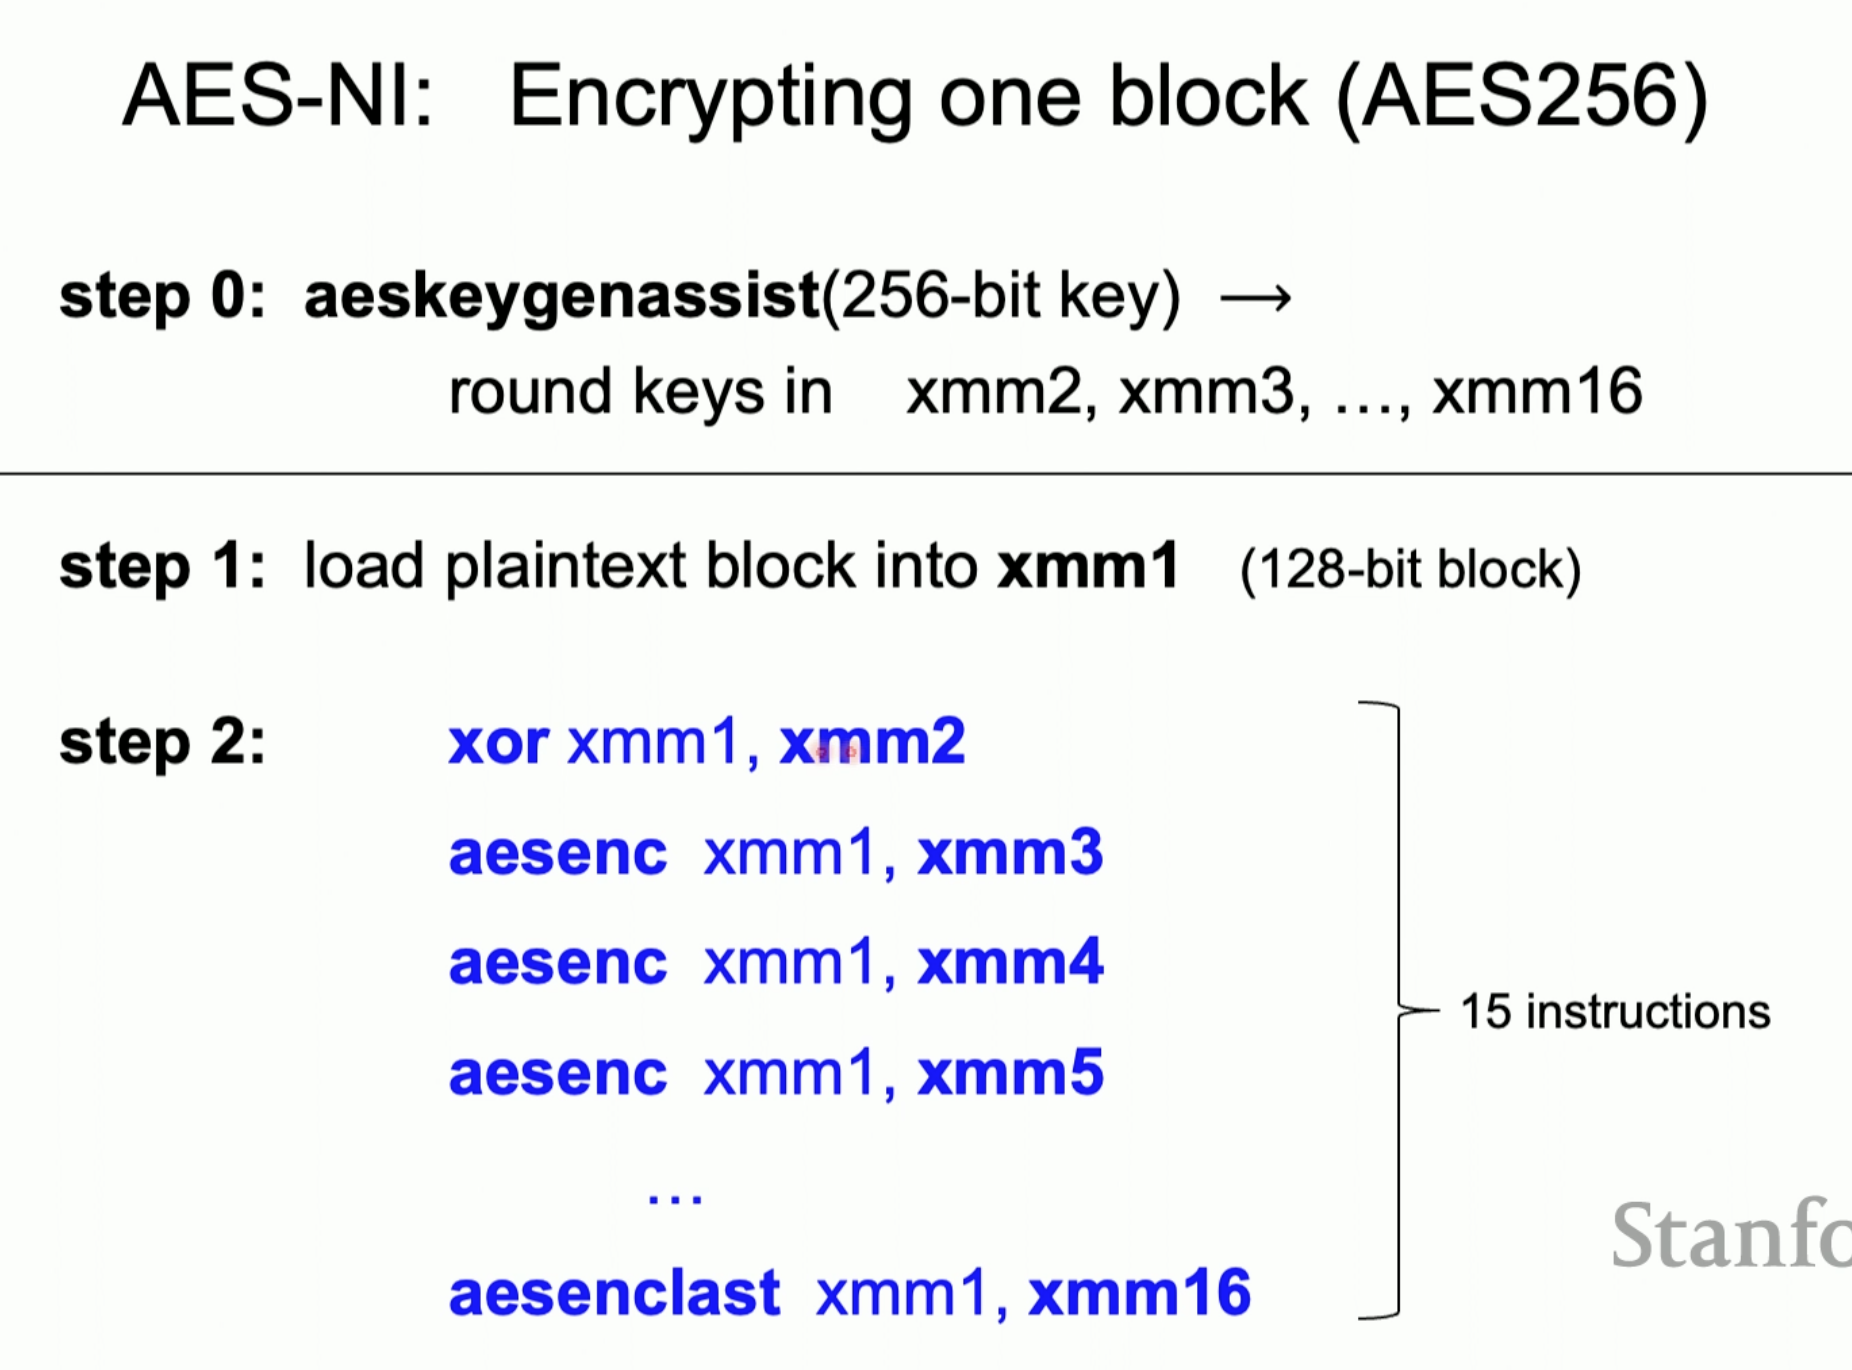 AES-NI: Encrypting one block (AES256)
step 0: aeskeygenassist(256-bit key) ⟶
round keys in xmm2, xmm3, …, xmm16
step 1: load plaintext block into xmm1 (128-bit block)
step 2: xor xmm1, xmm2
aesenc xmm1, xmm3
aesenc xmm1, xmm4
aesenc xmm1, xmm5
15 instructions
…
aesenclast xmm1, xmm16
Stanfo